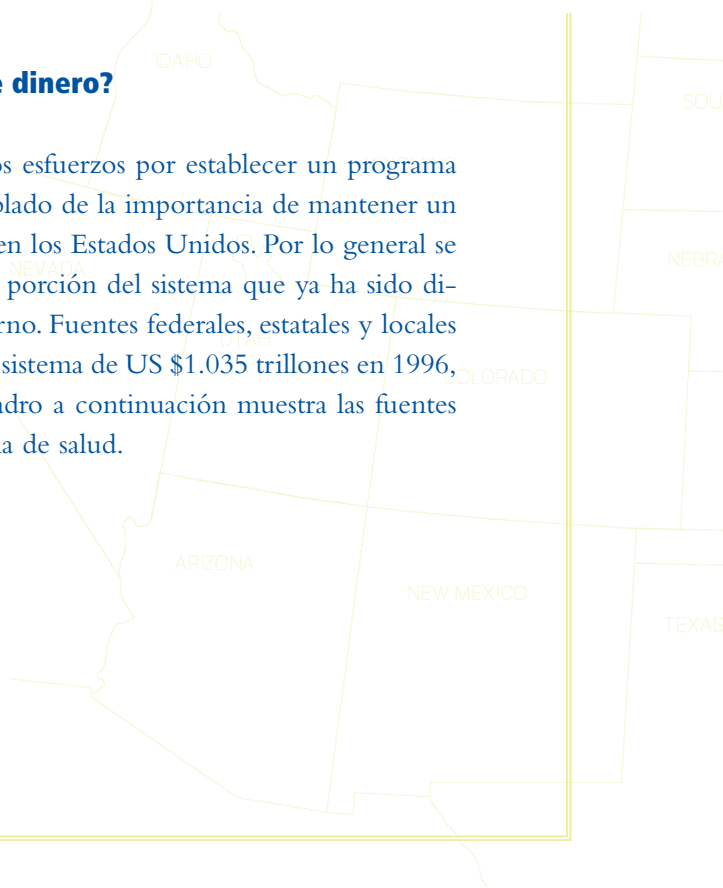 IDAHO
dinero?
SOU
os esfuerzos por establecer un programa
blado de la importancia de mantener un
en los Estados Unidos. Por lo general se
NEVADA
NEBRA
porción del sistema que ya ha sido di-
rno. Fuentes federales, estatales y locales
UTAH
sistema de US $1.035 trillones en 1996,
COLORADO
adro a continuación muestra las fuentes
a de salud.
ARIZONA
NEW MEXICO
TEXAS